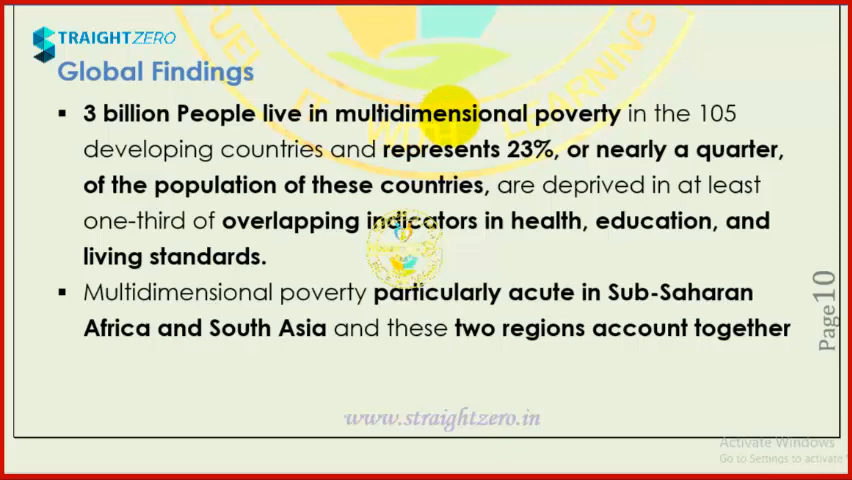 STRAIGHTZERO
Global Findings
▪ 3 billion People live in multidimensional poverty in the 105
developing countries and represents 23%, or nearly a quarter,
of the population of these countries, are deprived in at least
one-third of overlapping indicators in health, education, and
living standards.
▪ Multidimensional poverty particularly acute in Sub-Saharan
Africa and South Asia and these two regions account together
Page10
www.straightzero.in
Activate Windows
Go to Settings to activate